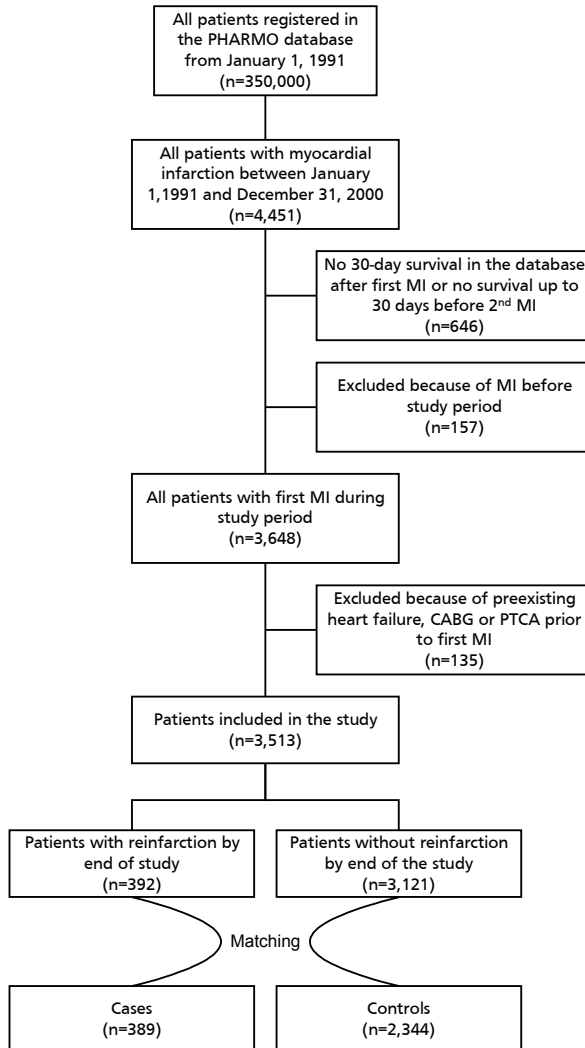 All patients registered in
the PHARMO database
from January 1, 1991
(n=350,000)
All patients with myocardial
infarction between January
1,1991 and December 31, 2000
(n=4,451)
No 30-day survival in the database
after first MI or no survival up to
30 days before 2nd MI
(n=646)
Excluded because of MI before
study period
(n=157)
All patients with first MI during
study period
(n=3,648)
Excluded because of preexisting
heart failure, CABG or PTCA prior
to first MI
(n=135)
Patients included in the study
(n=3,513)
Patients with reinfarction by
end of study
(n=392)
Patients without reinfarction
by end of the study
(n=3,121)
Matching
Cases
(n=389)
Controls
(n=2,344)